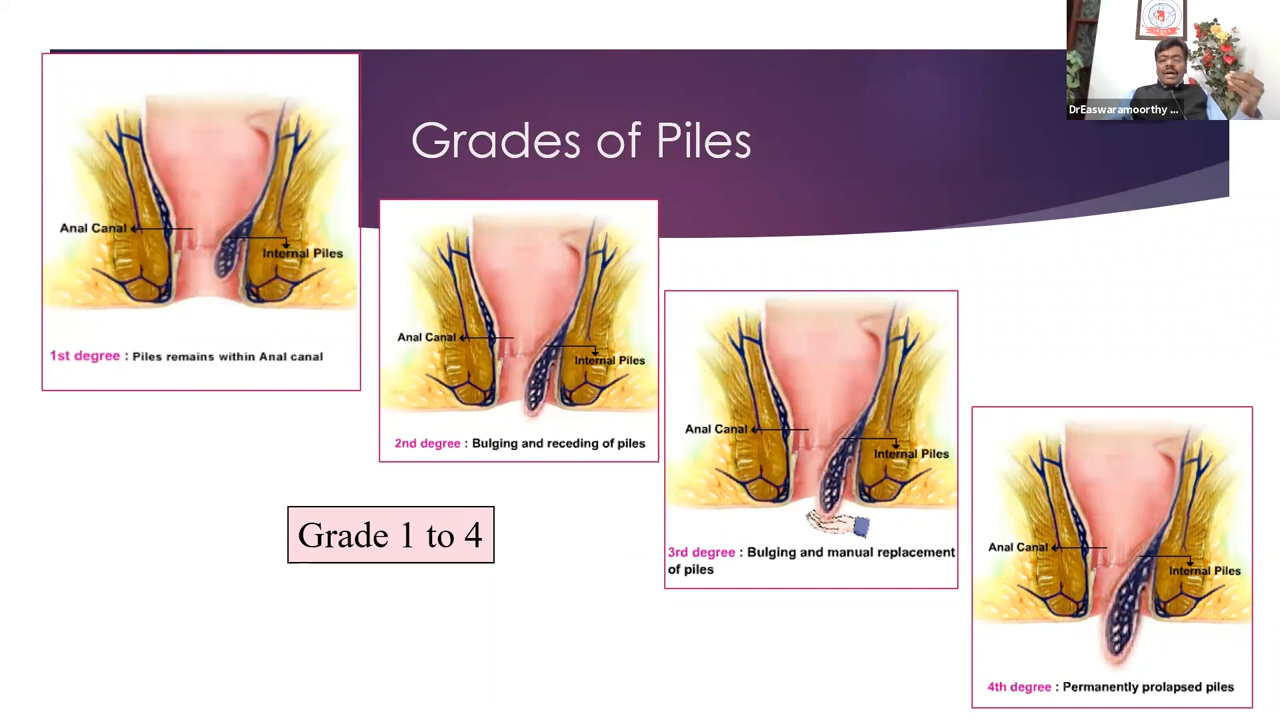 Grades of Piles
DrEaswaramoorthy ...
Anal Canal
Internal Piles
1st degree : Piles remains within Anal canal
Anal Canal
Internal Piles
2nd degree : Bulging and receding of piles
Anal Canal
Internal Piles
3rd degree : Bulging and manual replacement
of piles
Anal Canal
Internal Piles
4th degree : Permanently prolapsed piles
Grade 1 to 4